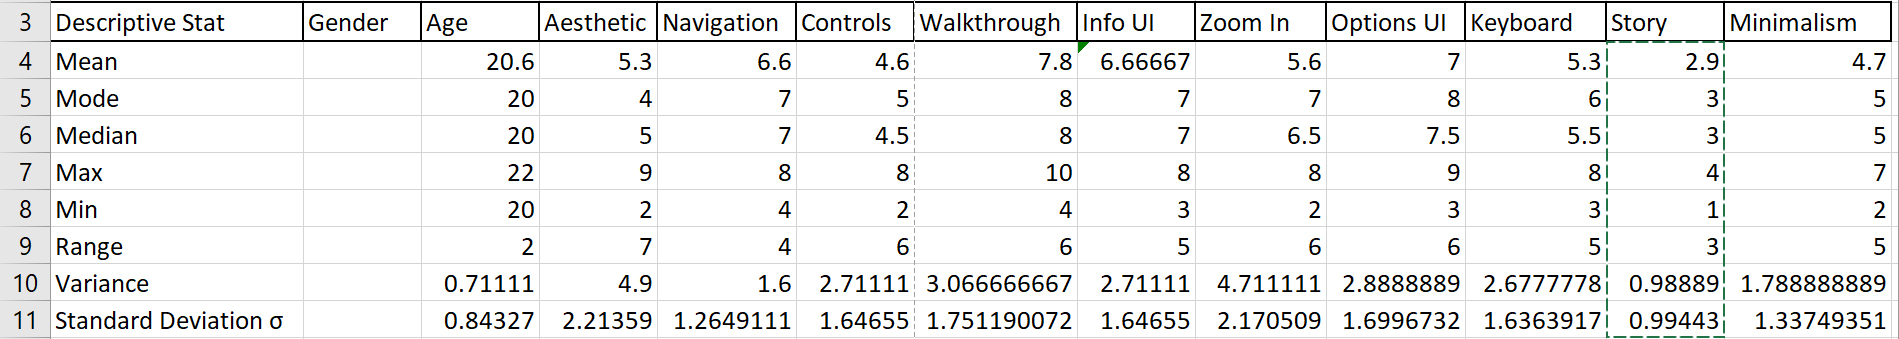 3 Descriptive Stat Gender Age Aesthetic Navigation Controls Walkthrough Info UI Zoom In Options UI Keyboard Story Minimalism
4 Mean 20.6 5.3 6.6 4.6 7.8 6.66667 5.6 7 5.3 2.9 4.7
5 Mode 20 4 7 5 8 7 7 8 6 3 5
6 Median 20 5 7 4.5 8 7 6.5 7.5 5.5 3 5
7 Max 22 9 8 8 10 8 8 9 8 4 7
8 Min 20 2 4 2 4 3 2 3 3 1 2
9 Range 2 7 4 6 6 5 6 6 5 3 5
10 Variance 0.71111 4.9 1.6 2.71111 3.066666667 2.71111 4.711111 2.8888889 2.6777778 0.98889 1.788888889
11 Standard Deviation σ 0.84327 2.21359 1.2649111 1.64655 1.751190072 1.64655 2.170509 1.6996732 1.6363917 0.99443 1.33749351